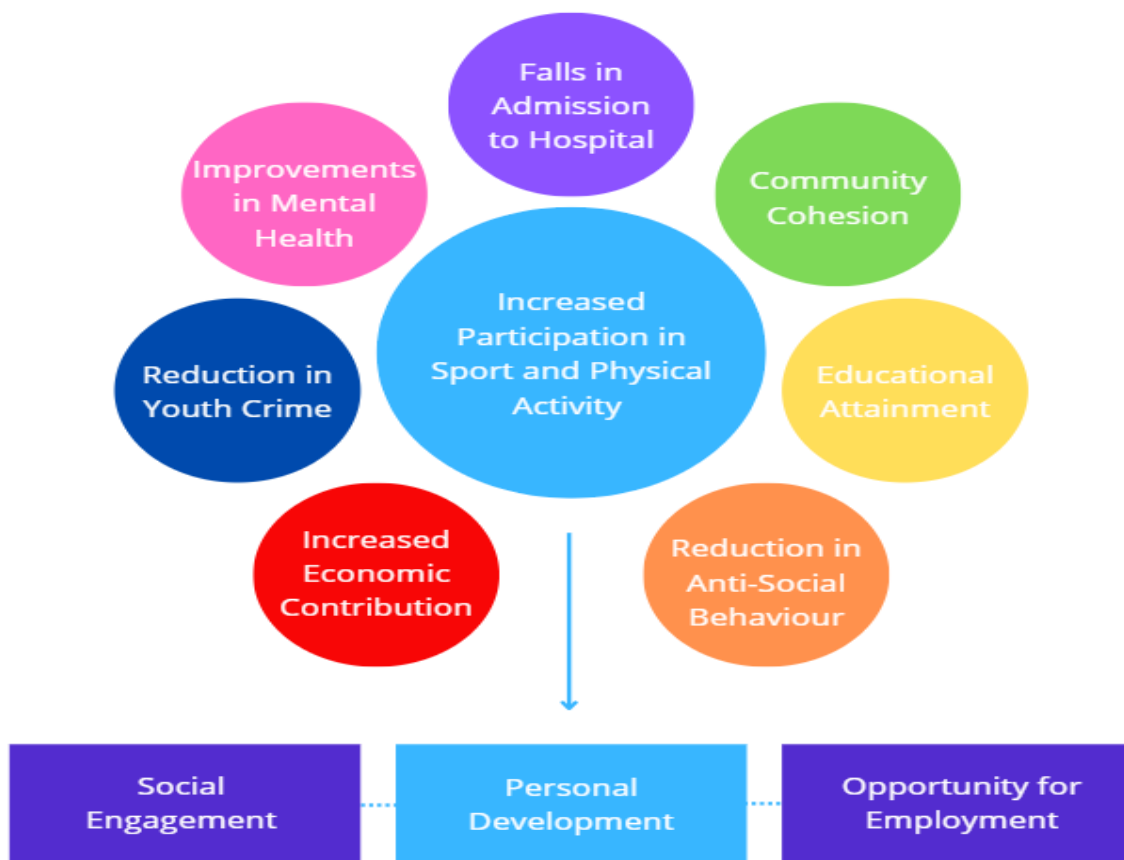 Falls in
Admission
to Hospital
Improvements
in Mental
Health
Community
Cohesion
Increased
Participation in
Sport and Physical
Activity
Reduction in
Youth Crime
Educational
Attainment
Increased
Economic
Contribution
Reduction in
Anti-Social
Behaviour
Social
Engagement
Personal
Development
Opportunity for
Employment